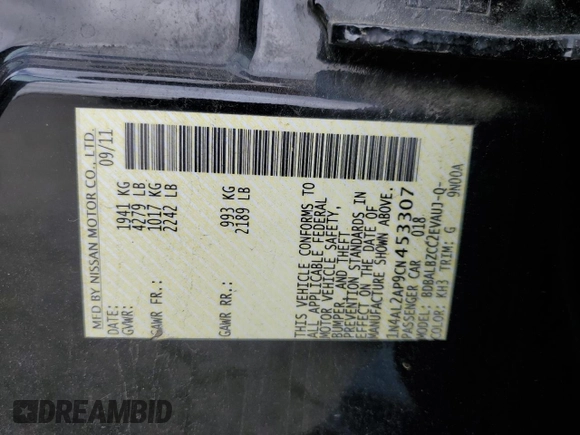 MFD BY NISSAN MOTOR CO., LTD.
DATE: 09/11
GVWR: 1941 KG
4279 LB
GAWR FR.: 1017 KG
2242 LB
GAWR RR.: 993 KG
2189 LB
THIS VEHICLE CONFORMS TO
ALL APPLICABLE FEDERAL
MOTOR VEHICLE SAFETY,
BUMPER, AND THEFT
PREVENTION STANDARDS IN
EFFECT ON THE DATE OF
MANUFACTURE SHOWN ABOVE.
1N4AL2AP9CN453307
PASSENGER CAR 018
MODEL: BDBALBZCCZEVAUJ-Q-
COLOR: KH3 TRIM: G 9N00A
DREAMBID